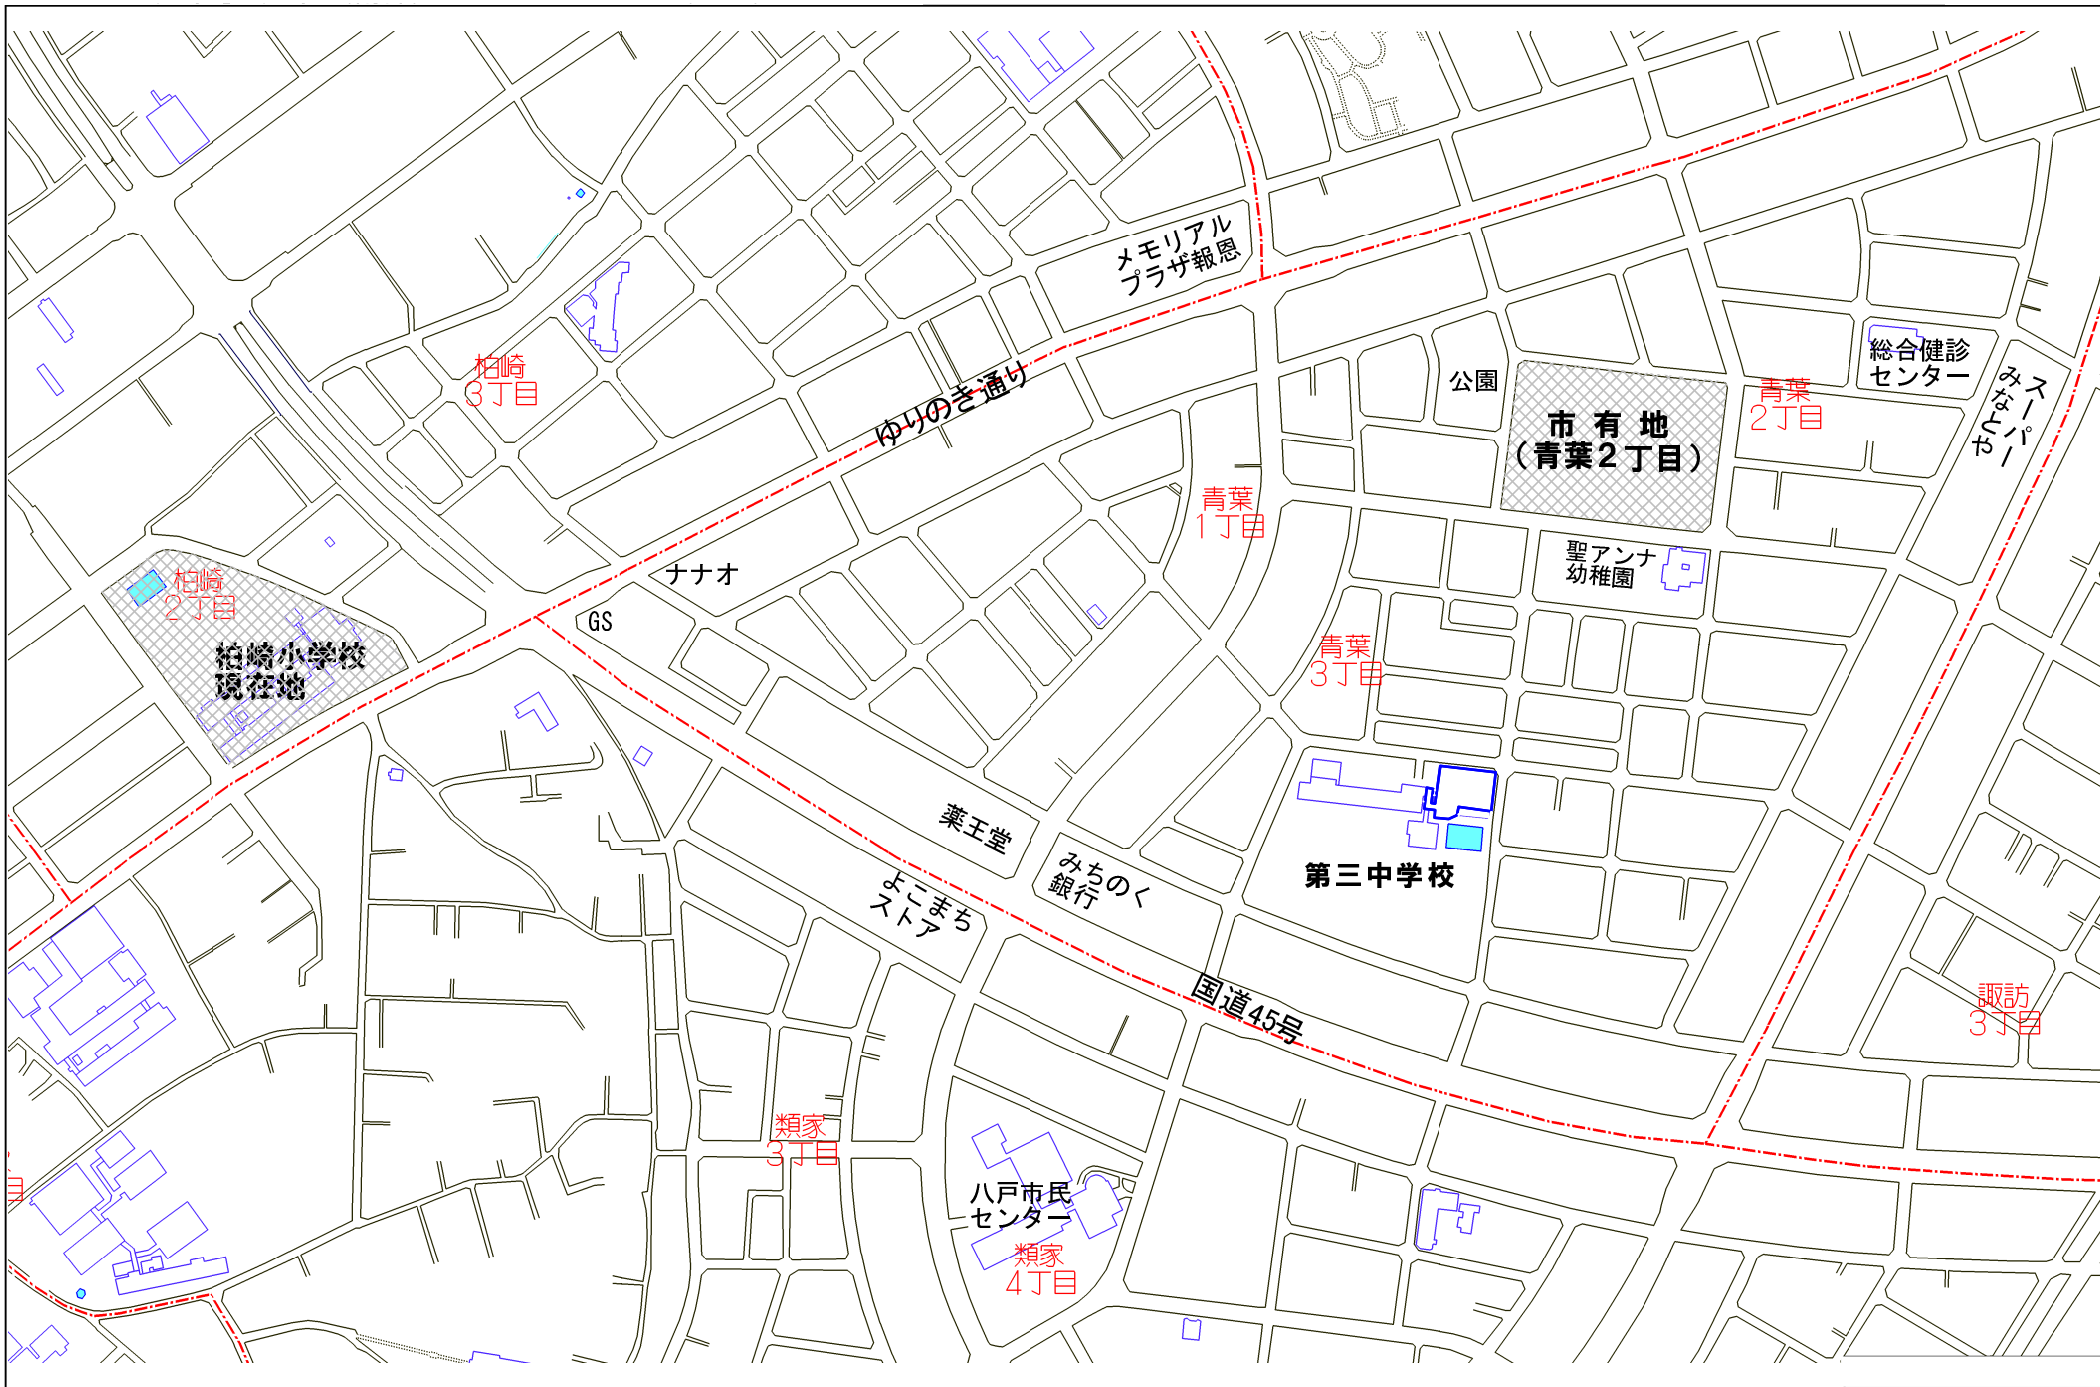 メモリアル
プラザ報恩
柏崎
3丁目
ゆりのき通り
公園
市有地
（青葉２丁目）
青葉
2丁目
総合健診
センター
スーパー
みなとや
青葉
1丁目
聖アンナ
幼稚園
ナナオ
GS
柏崎
2丁目
柏崎小学校
現在地
青葉
3丁目
薬王堂
みちのく
銀行
よこまち
ストア
第三中学校
国道45号
諏訪
3丁目
類家
3丁目
八戸市民
センター
類家
4丁目
目